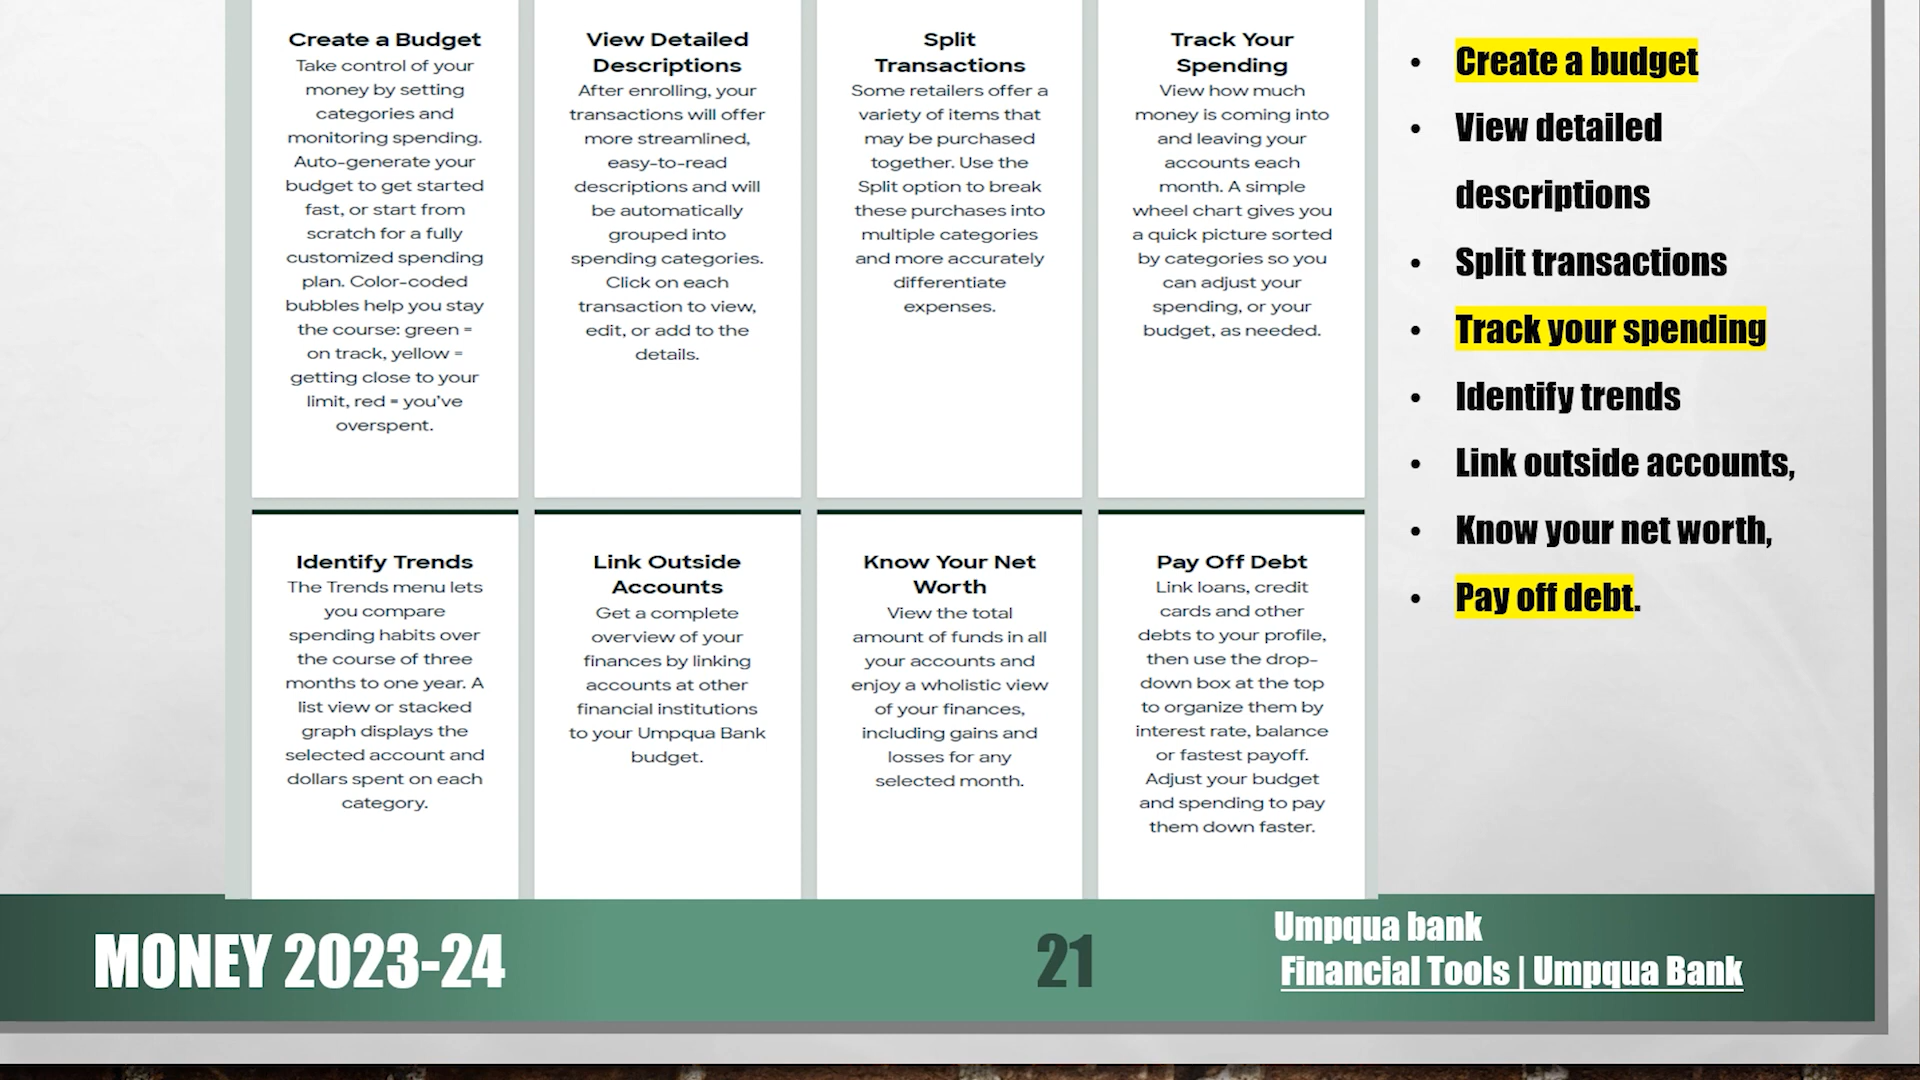 Create a Budget
Take control of your
money by setting
categories and
monitoring spending.
Auto-generate your
budget to get started
fast, or start from
scratch for a fully
customized spending
plan. Color-coded
bubbles help you stay
the course: green =
on track, yellow =
getting close to your
limit, red = you've
overspent.
View Detailed
Descriptions
After enrolling, your
transactions will offer
more streamlined,
easy-to-read
descriptions and will
be automatically
grouped into
spending categories.
Click on each
transaction to view,
edit, or add to the
details.
Split
Transactions
Some retailers offer a
variety of items that
may be purchased
together. Use the
Split option to break
these purchases into
multiple categories
and more accurately
differentiate
expenses.
Track Your
Spending
View how much
money is coming into
and leaving your
accounts each
month. A simple
wheel chart gives you
a quick picture sorted
by categories so you
can adjust your
spending, or your
budget, as needed.
Identify Trends
The Trends menu lets
you compare
spending habits over
the course of three
months to one year. A
list view or stacked
graph displays the
selected account and
dollars spent on each
category.
Link Outside
Accounts
Get a complete
overview of your
finances by linking
accounts at other
financial institutions
to your Umpqua Bank
budget.
Know Your Net
Worth
View the total
amount of funds in all
your accounts and
enjoy a wholistic view
of your finances,
including gains and
losses for any
selected month.
Pay Off Debt
Link loans, credit
cards and other
debts to your profile,
then use the drop-
down box at the top
to organize them by
interest rate, balance
or fastest payoff.
Adjust your budget
and spending to pay
them down faster.
• Create a budget
• View detailed
descriptions
• Split transactions
• Track your spending
• Identify trends
• Link outside accounts,
• Know your net worth,
• Pay off debt.
MONEY 2023-24
21
Umpqua bank
Financial Tools | Umpqua Bank